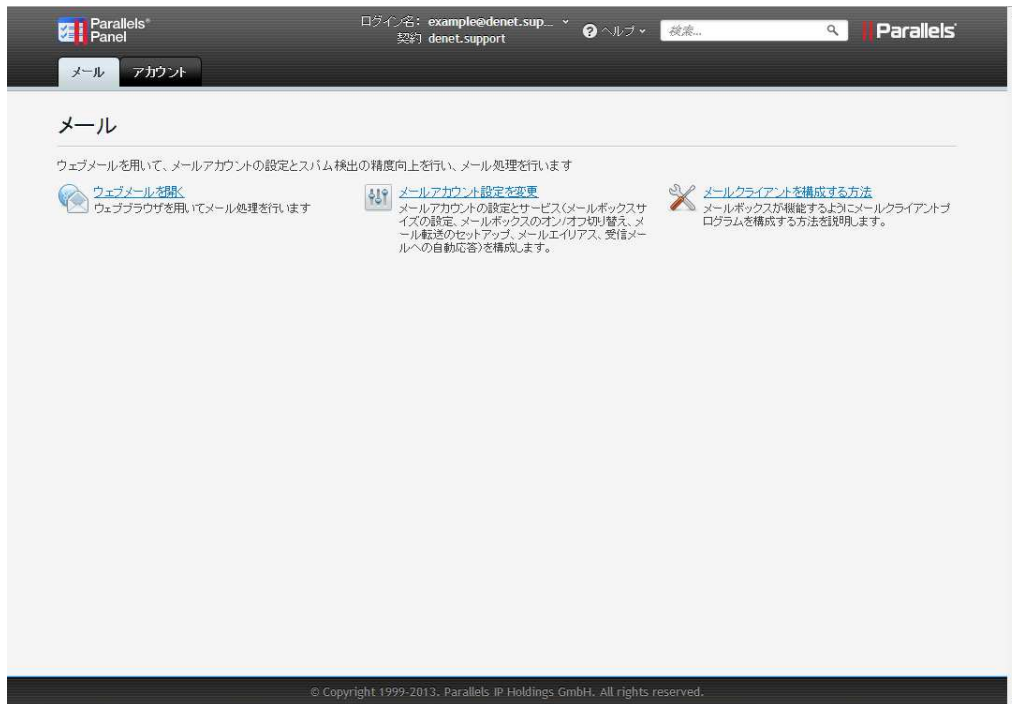 Parallels®
Panel
ログイン名: example@denet.sup...
契約 denet.support
ヘルプ
検索...
Parallels®
メール
アカウント
メール
ウェブメールを用いて、メールアカウントの設定とスパム検出の精度向上を行い、メール処理を行います
ウェブメールを開く
ウェブブラウザを用いてメール処理を行います
メールアカウント設定を変更
メールアカウントの設定とサービス(メールボックスサ
イズの設定、メールボックスのオン/オフ切り替え、メ
ール転送のセットアップ、メールエイリアス、受信メー
ルへの自動応答)を構成します。
メールクライアントを構成する方法
メールボックスが機能するようにメールクライアントプ
ログラムを構成する方法を説明します。
© Copyright 1999-2013. Parallels IP Holdings GmbH. All rights reserved.